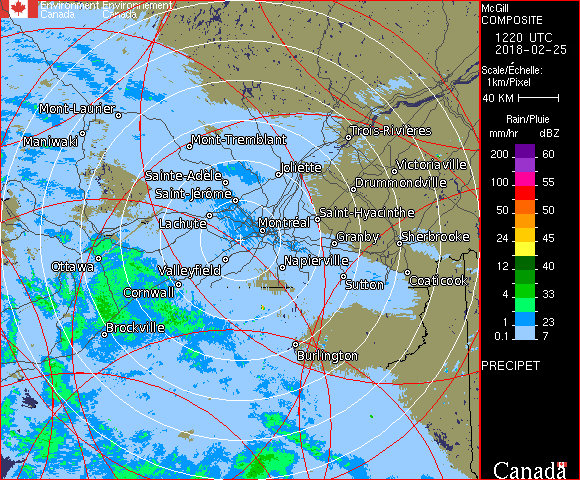 Environment Environnement
Canada Canada
McGill
COMPOSITE
1220 UTC
2018-02-25
Scale/Échelle:
1km/Pixel
40 KM
Rain/Pluie
mm/hr dBZ
200 60
100 55
50 50
24 45
12 40
4 33
1 23
0.1 7
PRECIPET
Mont-Laurier
Maniwaki
Mont-Tremblant
Trois-Rivières
Joliette
Victoriaville
Sainte-Adèle
Drummondville
Saint-Jérôme
Saint-Hyacinthe
Lachute
Montréal
Granby
Sherbrooke
Ottawa
Valleyfield
Napierville
Coaticook
Sutton
Cornwall
Brockville
Burlington
Canada